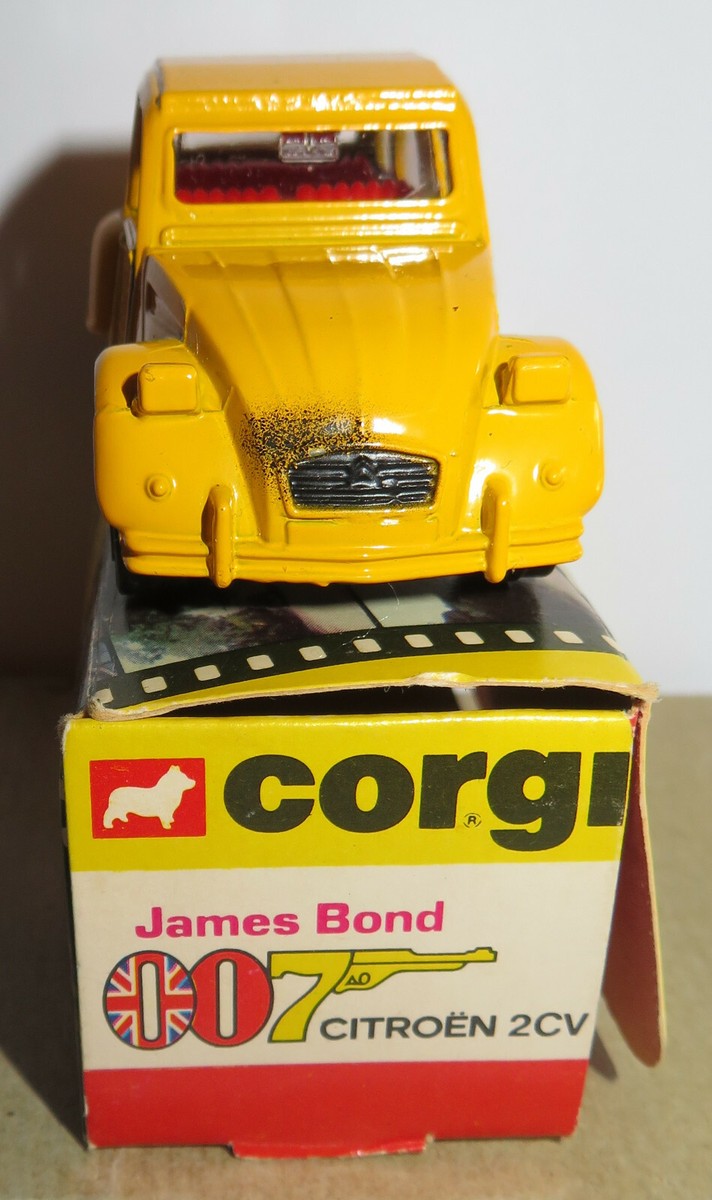 corgi
®
James Bond
007
CITROËN 2CV